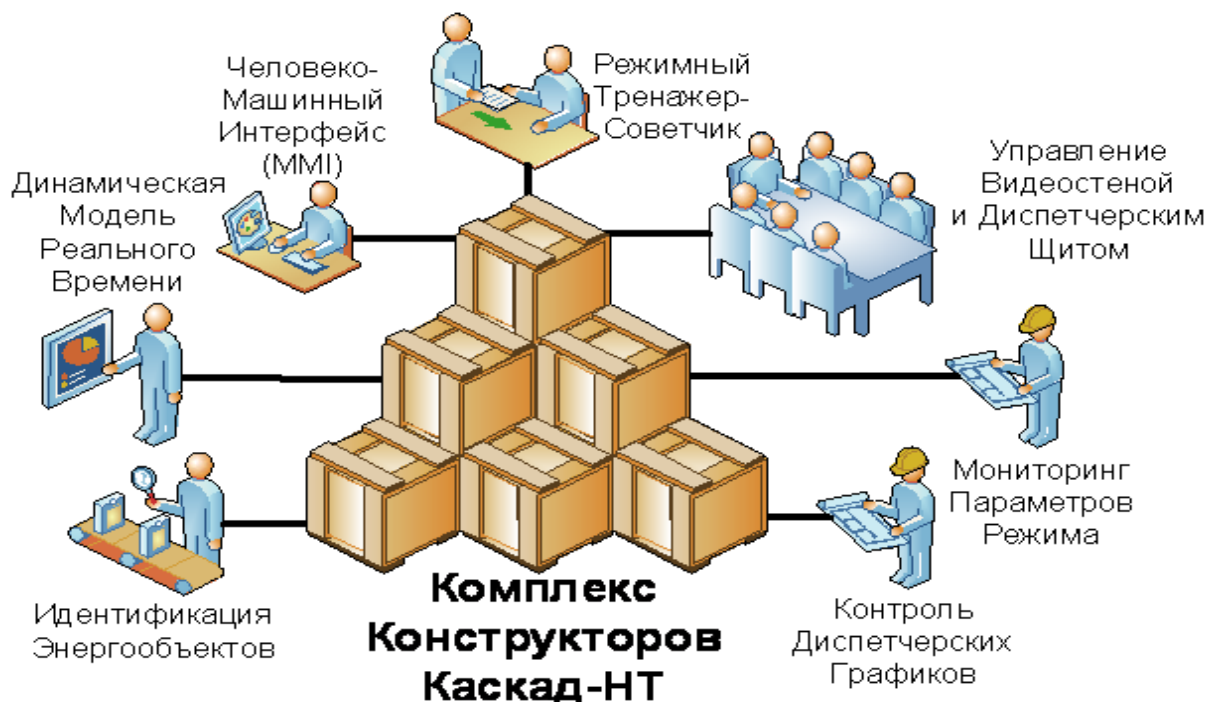 Человеко-
Машинный
Интерфейс
(MMI)
Режимный
Тренажер-
Советчик
Управление
Видеостеной
и Диспетчерским
Щитом
Динамическая
Модель
Реального
Времени
Мониторинг
Параметров
Режима
Идентификация
Энергообъектов
Контроль
Диспетчерских
Графиков
Комплекс
Конструкторов
Каскад-НТ